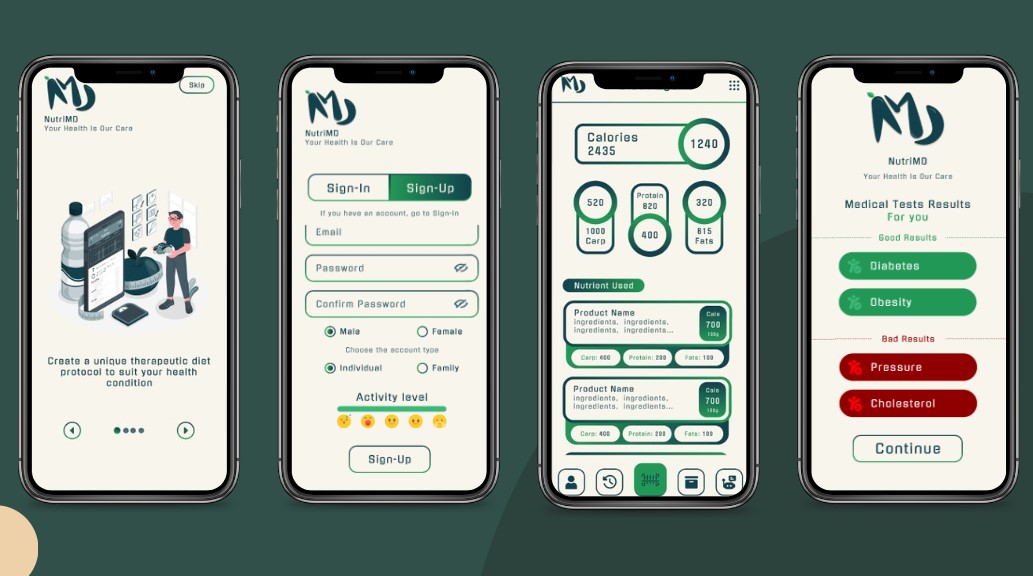 Skip
NutriMD
Your Health Is Our Care
Create a unique therapeutic diet
protocol to suit your health
condition
NutriMD
Your Health Is Our Care
Sign-In
Sign-Up
If you have an account, go to Sign-In
Email
Password
Confirm Password
Male
Female
Choose the account type
Individual
Family
Activity level
Sign-Up
Calories
2435
1240
520
1000
Carp
Protein
820
400
320
615
Fats
Nutrient Used
Product Name
ingredients, ingredients,
ingredients, ingredients...
Cale
700
100g
Carp: 400
Protein: 200
Fats: 100
Product Name
ingredients, ingredients,
ingredients, ingredients...
Cale
700
100g
Carp: 400
Protein: 200
Fats: 100
NutriMD
Your Health Is Our Care
Medical Tests Results
For you
Good Results
Diabetes
Obesity
Bad Results
Pressure
Cholesterol
Continue